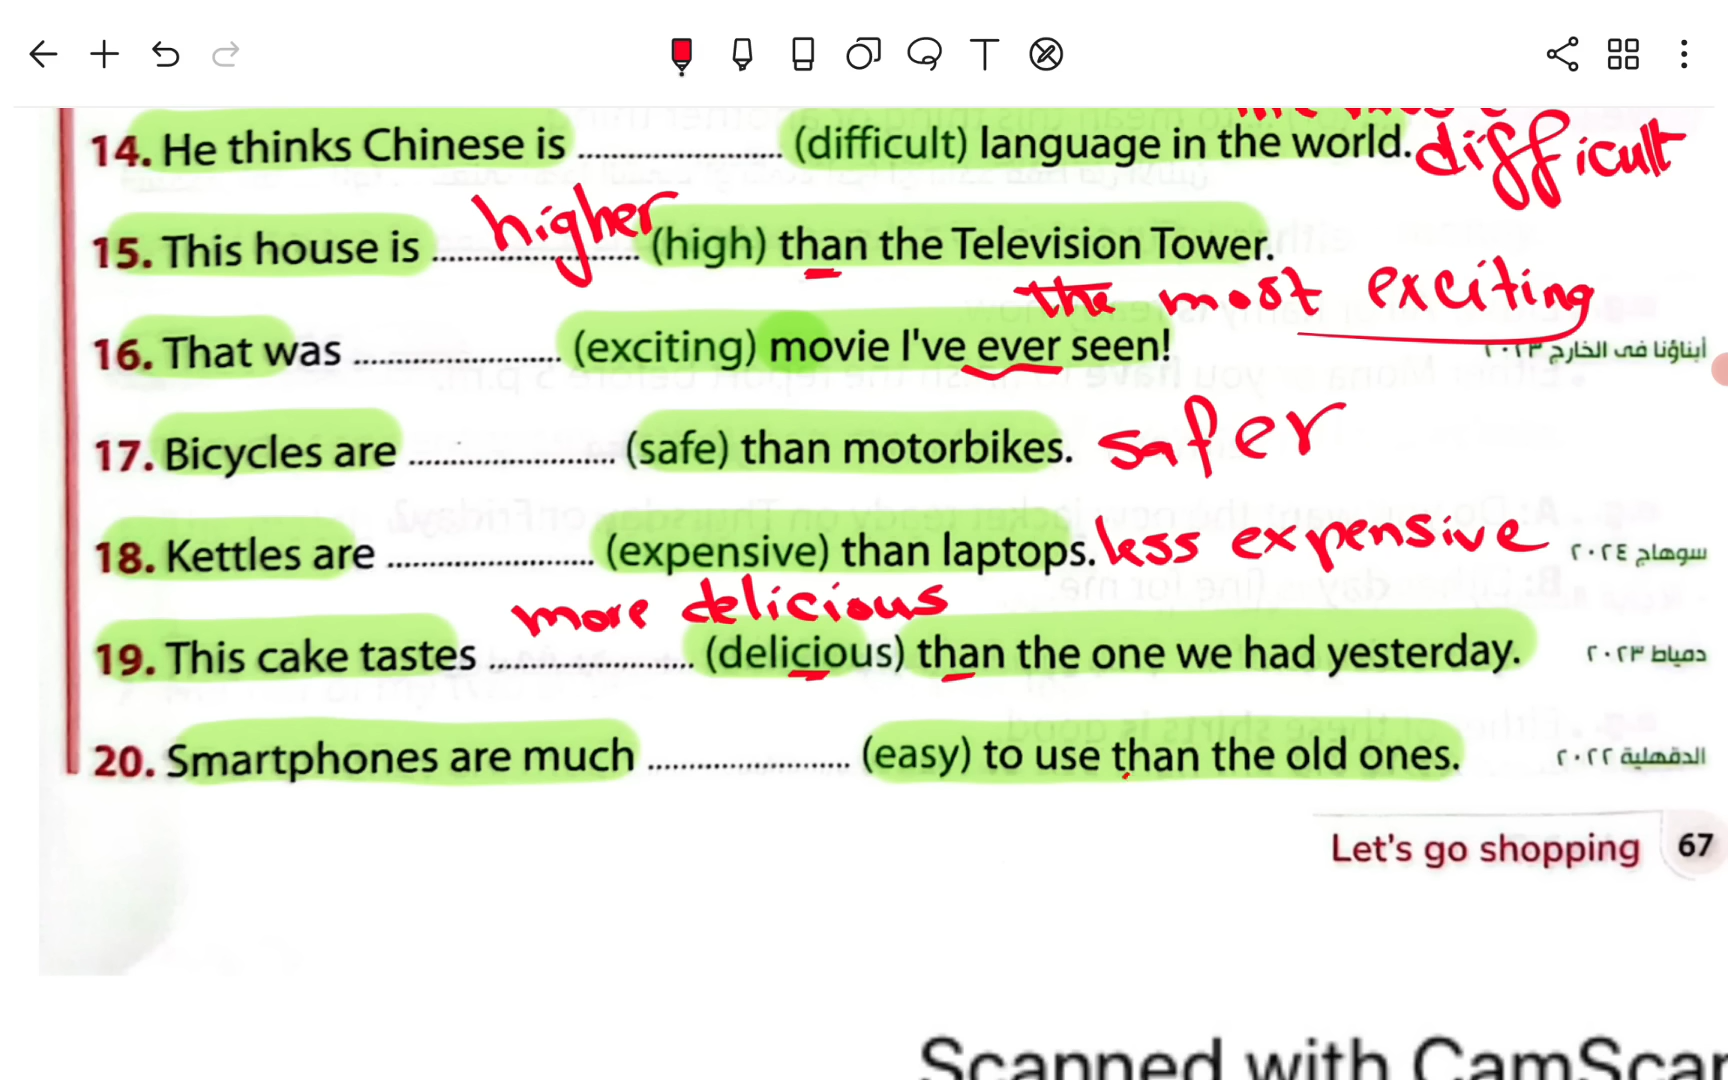 14. He thinks Chinese is ........................ (difficult) language in the world. difficult
higher
15. This house is ........................ (high) than the Television Tower.
the most exciting
16. That was ........................ (exciting) movie I've ever seen! أبناؤنا فى الخارج ٢٠٢٣
17. Bicycles are ........................ (safe) than motorbikes. safer
18. Kettles are ........................ (expensive) than laptops. less expensive سوهاج ٢٠٢٤
more delicious
19. This cake tastes ........................ (delicious) than the one we had yesterday. دمياط ٢٠٢٣
20. Smartphones are much ........................ (easy) to use than the old ones. الدقهلية ٢٠٢٢
Let's go shopping 67
Scanned with CamScan